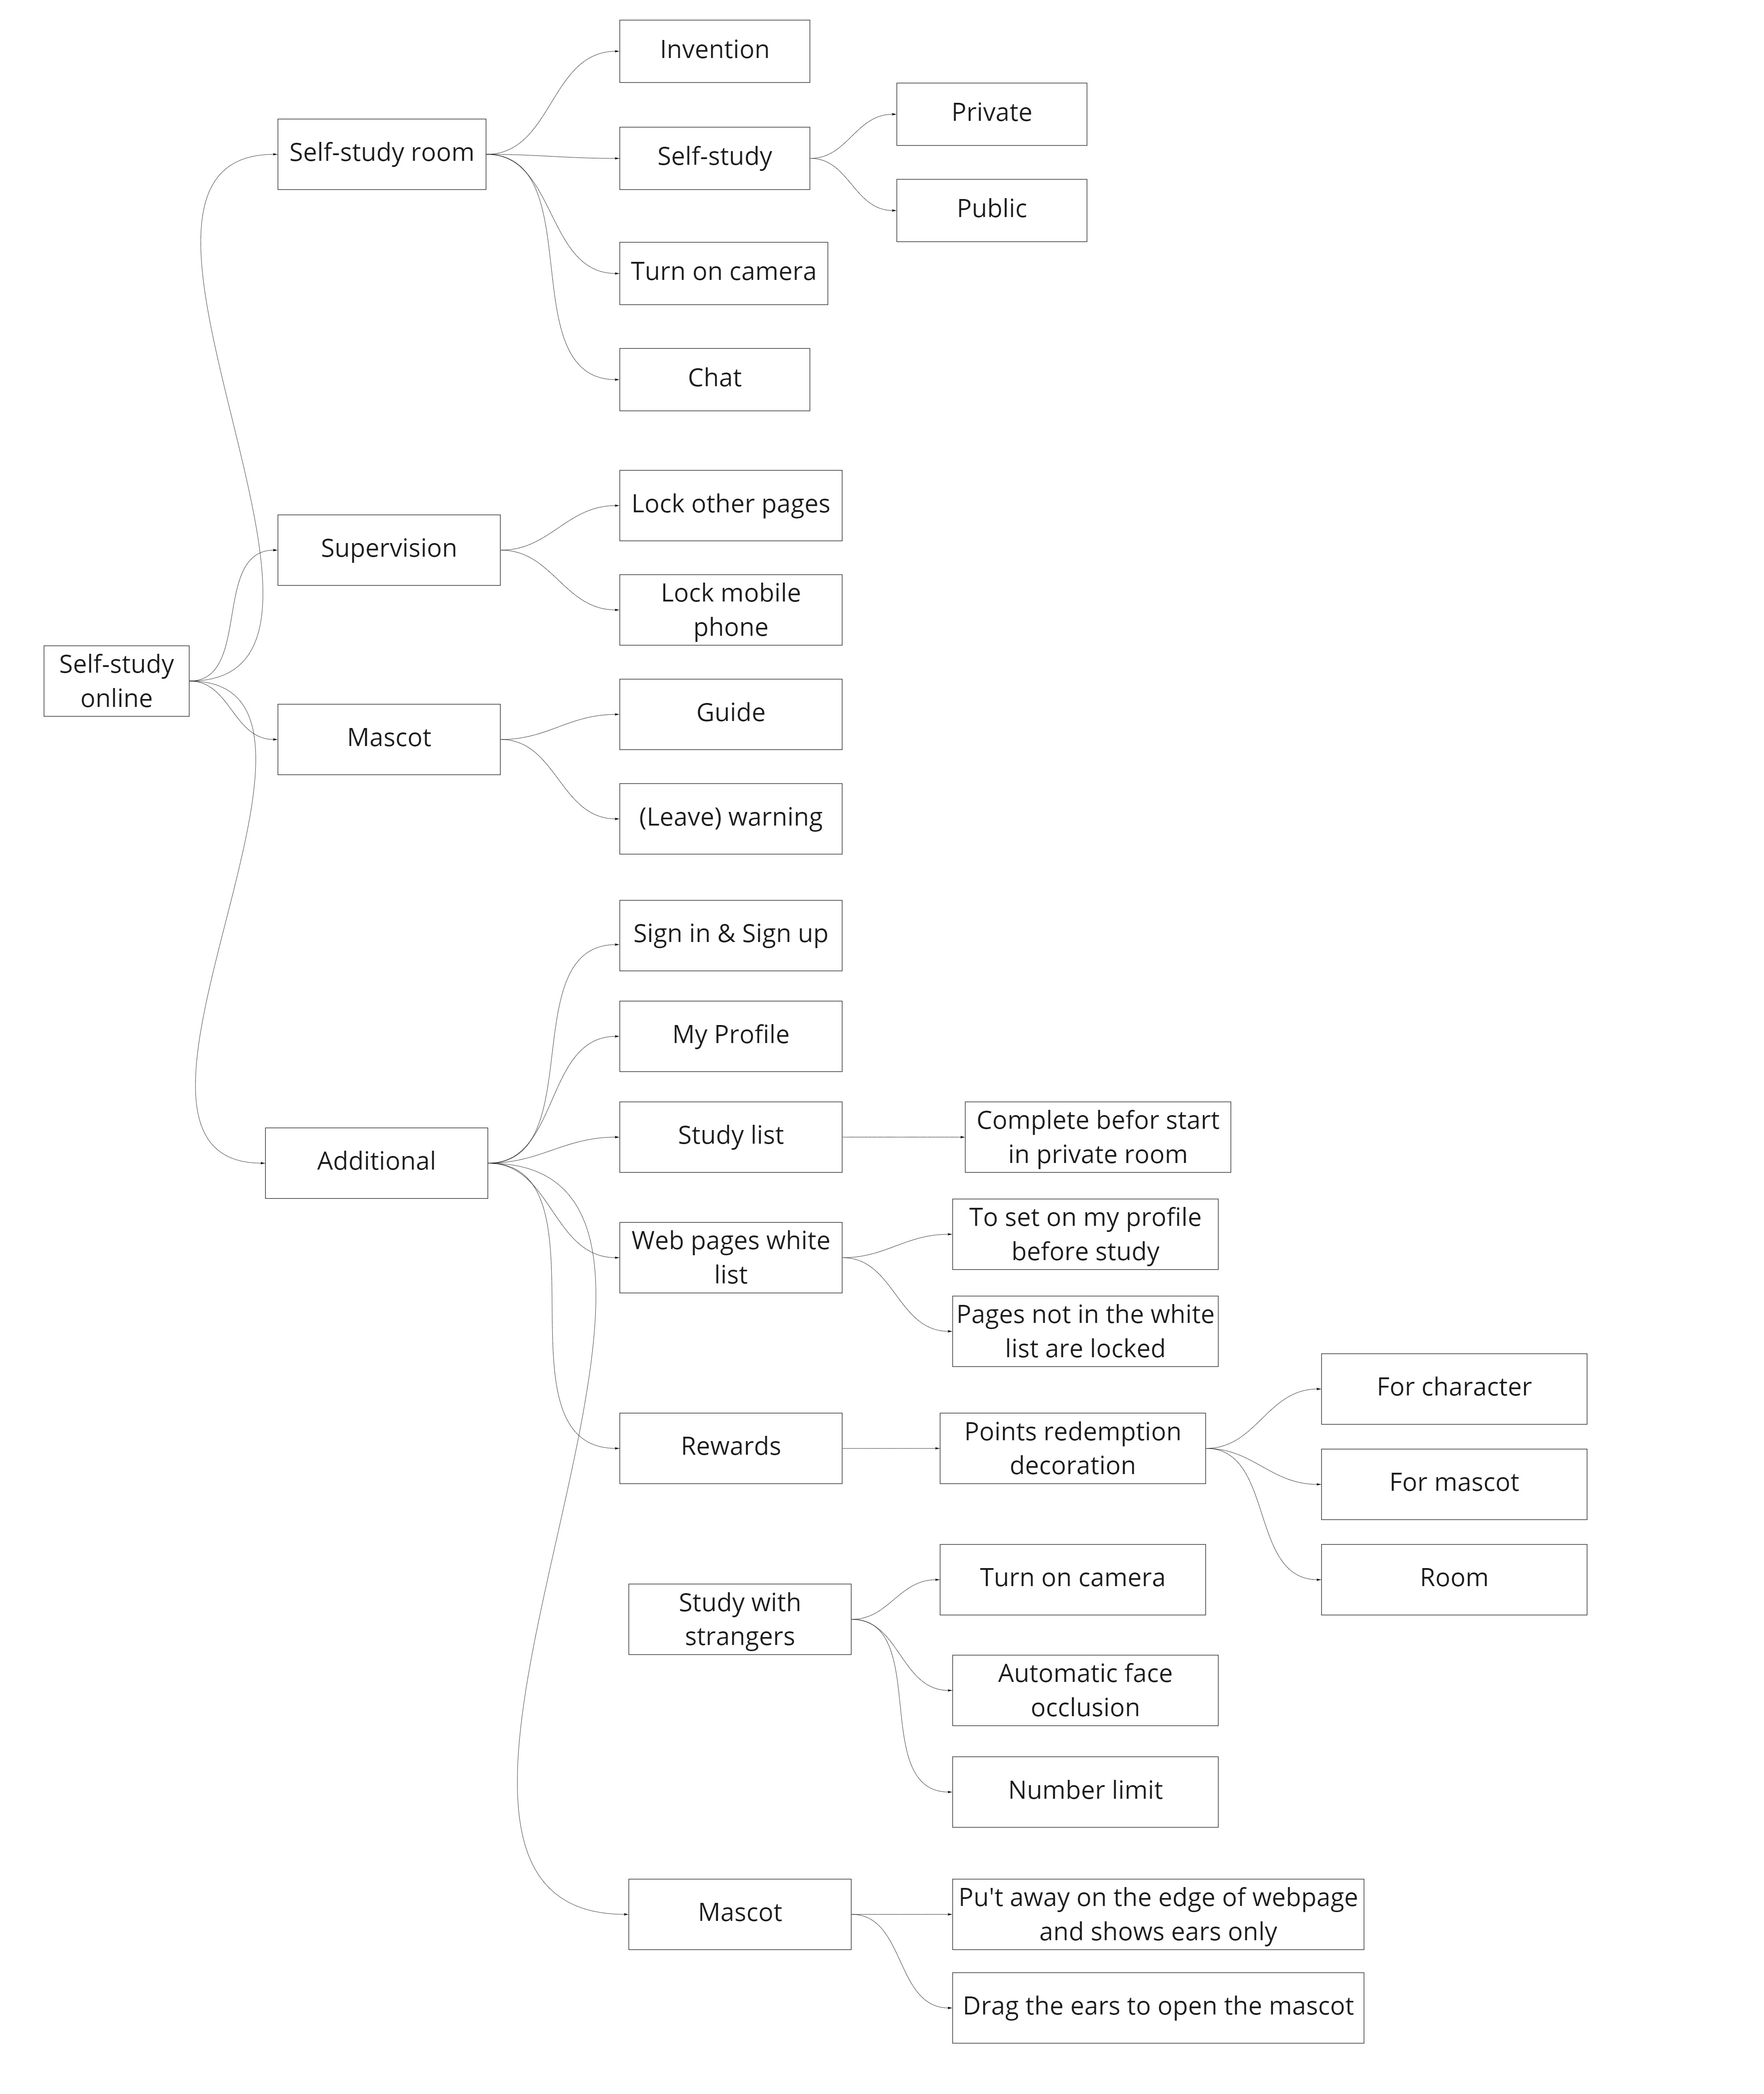 Invention
Private
Self-study room
Self-study
Public
Turn on camera
Chat
Lock other pages
Supervision
Lock mobile
phone
Self-study
online
Guide
Mascot
(Leave) warning
Sign in & Sign up
My Profile
Study list
Complete befor start
in private room
Additional
To set on my profile
before study
Web pages white
list
Pages not in the white
list are locked
For character
Rewards
Points redemption
decoration
For mascot
Room
Turn on camera
Study with
strangers
Automatic face
occlusion
Number limit
Mascot
Pu't away on the edge of webpage
and shows ears only
Drag the ears to open the mascot